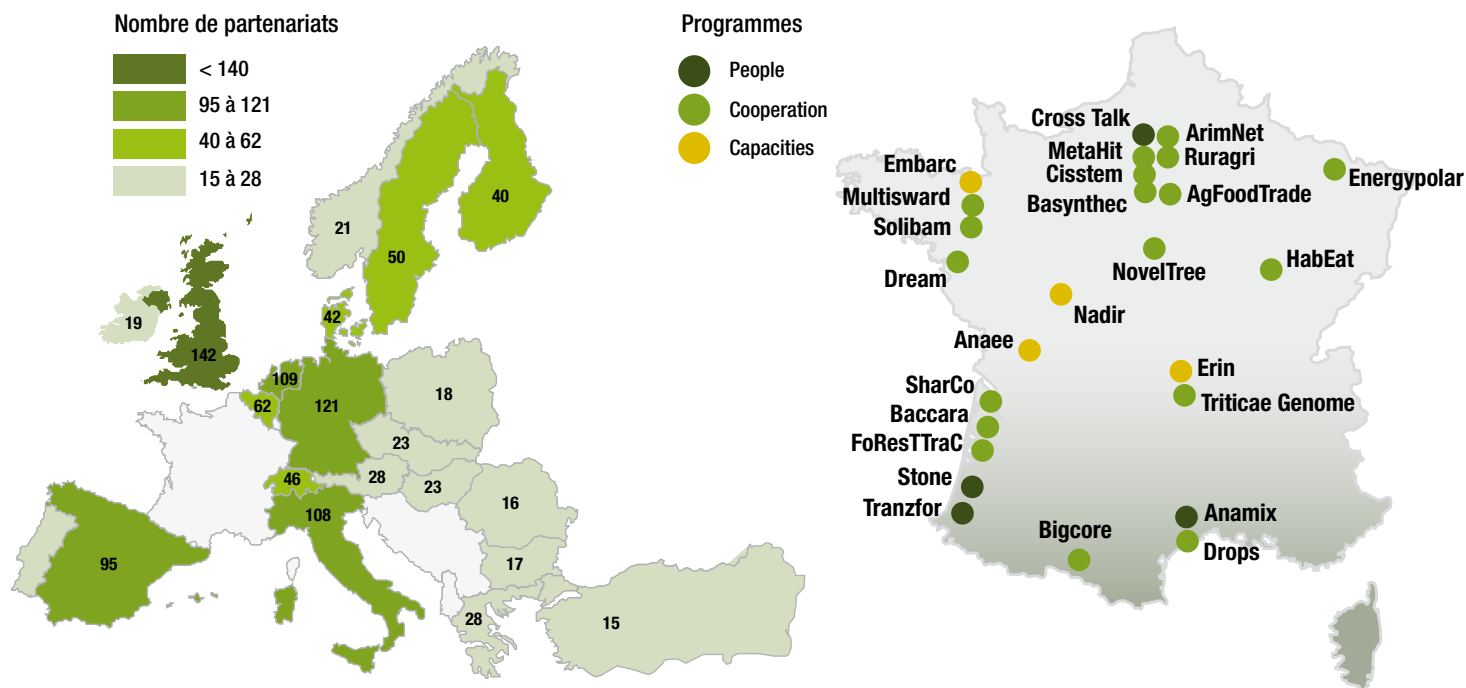 Nombre de partenariats
< 140
95 à 121
40 à 62
15 à 28
21
50
40
19
142
42
109
62
121
18
23
28
23
46
108
16
17
95
28
15
Programmes
People
Cooperation
Capacities
Cross Talk
ArimNet
MetaHit
Ruragri
Cisstem
Basynthec
AgFoodTrade
Energypolar
Embarc
Multisward
Solibam
Dream
NovelTree
HabEat
Nadir
Anaee
Erin
Triticae Genome
SharCo
Baccara
FoResTTraC
Stone
Tranzfor
Anamix
Drops
Bigcore